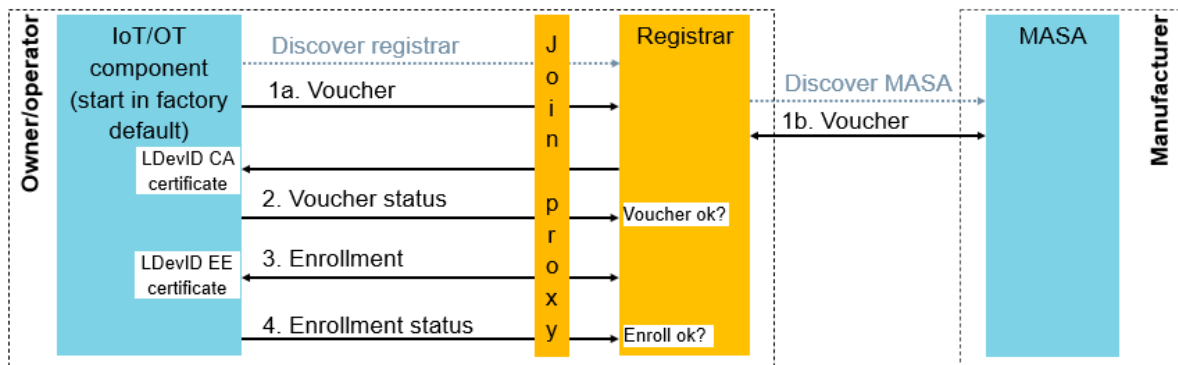 Owner/operator
IoT/OT
component
(start in factory
default)
LDevID CA
certificate
LDevID EE
certificate
Discover registrar
1a. Voucher
2. Voucher status
3. Enrollment
4. Enrollment status
Join proxy
Registrar
Voucher ok?
Enroll ok?
Discover MASA
1b. Voucher
MASA
Manufacturer